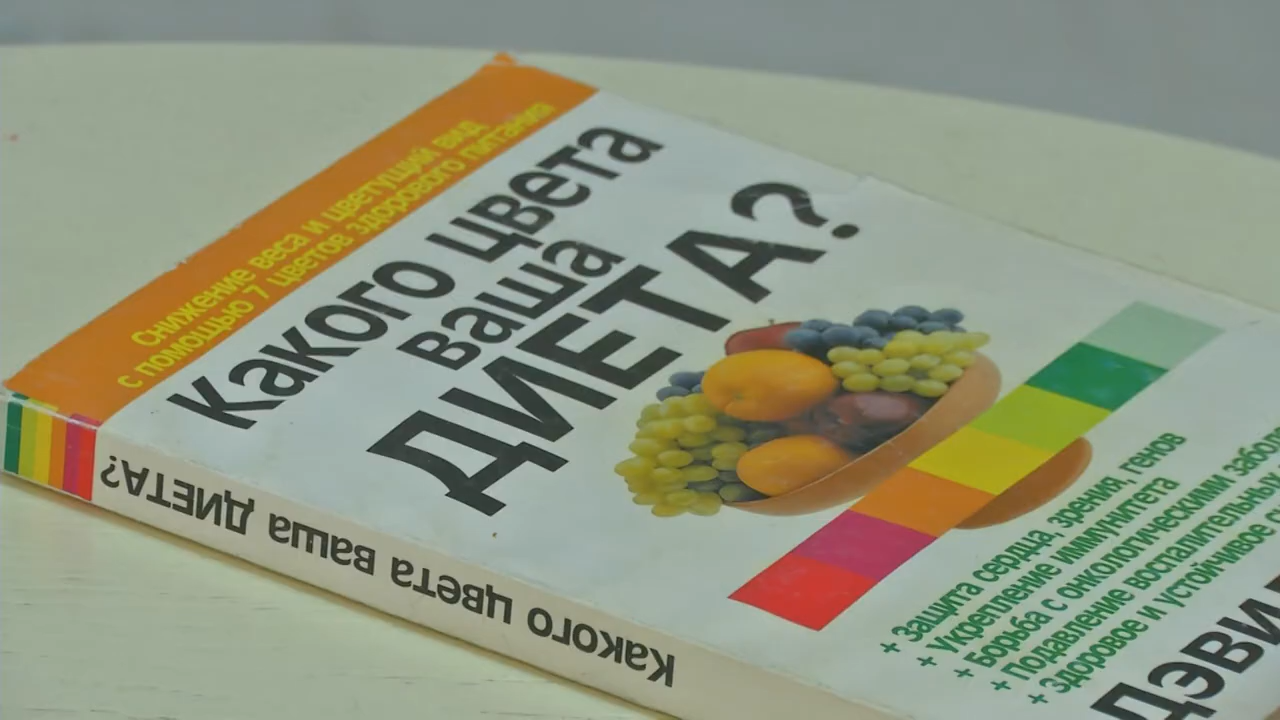 Снижение веса и цветущий вид
с помощью 7 цветов здорового питания
Какого цвета
ваша
ДИЕТА?
+ Защита сердца, зрения, генов
+ Укрепление иммунитета
+ Борьба с онкологическими
+ Подавление воспалительных
+ Здоровое и устойчивое
Какого цвета ваша ДИЕТА?